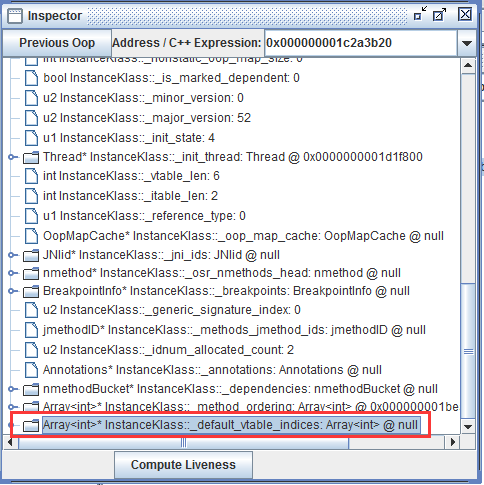 Inspector
Previous Oop Address / C++ Expression: 0x000000001c2a3b20
int InstanceKlass::_nonstatic_oop_map_size: 0
bool InstanceKlass::_is_marked_dependent: 0
u2 InstanceKlass::_minor_version: 0
u2 InstanceKlass::_major_version: 52
u1 InstanceKlass::_init_state: 4
Thread* InstanceKlass::_init_thread: Thread @ 0x0000000001d1f800
int InstanceKlass::_vtable_len: 6
int InstanceKlass::_itable_len: 2
u1 InstanceKlass::_reference_type: 0
OopMapCache* InstanceKlass::_oop_map_cache: OopMapCache @ null
JNIid* InstanceKlass::_jni_ids: JNIid @ null
nmethod* InstanceKlass::_osr_nmethods_head: nmethod @ null
BreakpointInfo* InstanceKlass::_breakpoints: BreakpointInfo @ null
u2 InstanceKlass::_generic_signature_index: 0
jmethodID* InstanceKlass::_methods_jmethod_ids: jmethodID @ null
u2 InstanceKlass::_idnum_allocated_count: 2
Annotations* InstanceKlass::_annotations: Annotations @ null
nmethodBucket* InstanceKlass::_dependencies: nmethodBucket @ null
Array<int>* InstanceKlass::_method_ordering: Array<int> @ 0x000000001be
Array<int>* InstanceKlass::_default_vtable_indices: Array<int> @ null
Compute Liveness